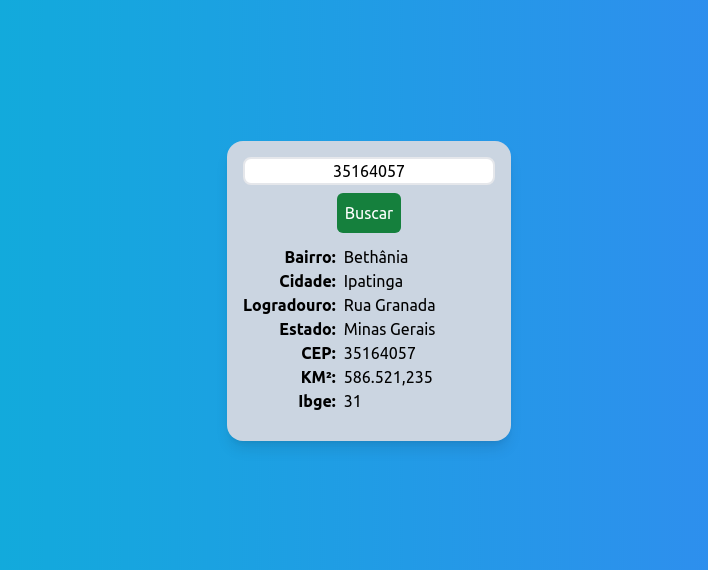 35164057
Buscar
Bairro: Bethânia
Cidade: Ipatinga
Logradouro: Rua Granada
Estado: Minas Gerais
CEP: 35164057
KM²: 586.521,235
Ibge: 31